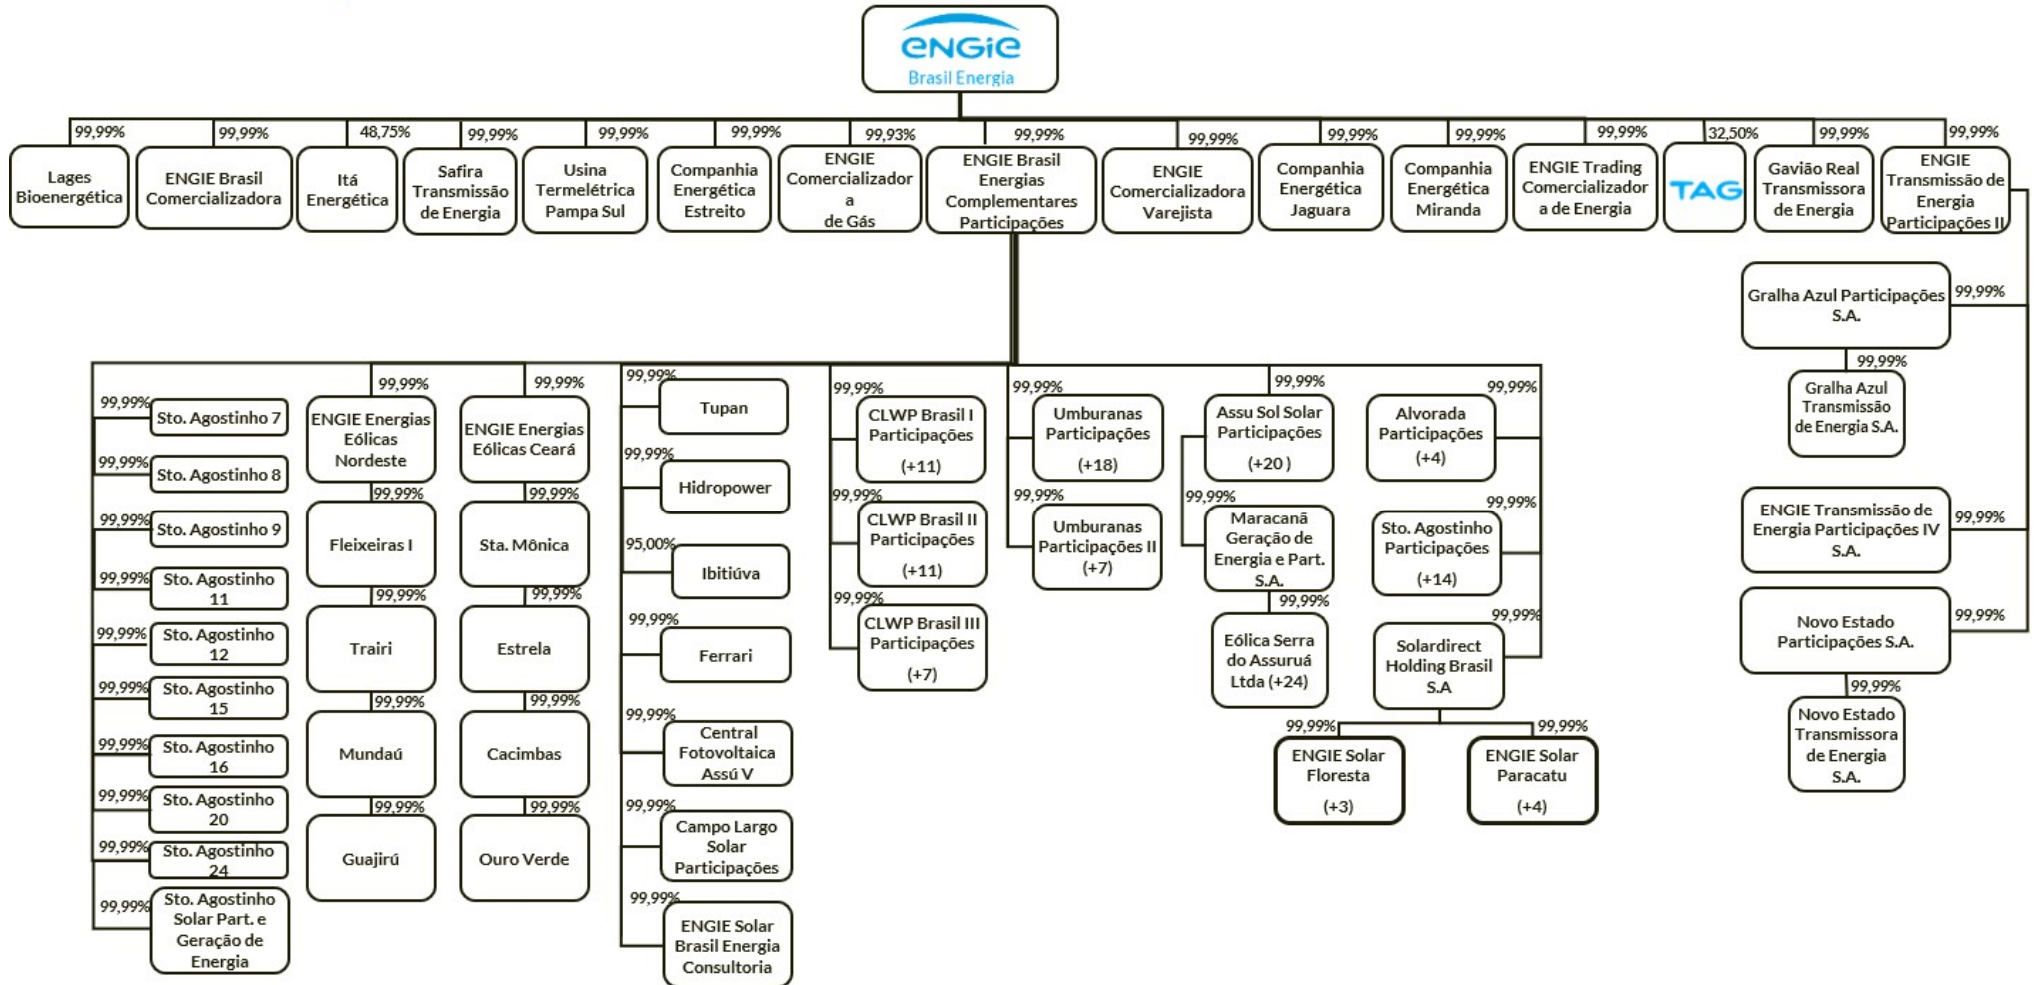 ENGIE
Brasil Energia
99,99%
Lages
Bioenergética
99,99%
ENGIE Brasil
Comercializadora
48,75%
Itá
Energética
99,99%
Safira
Transmissão
de Energia
99,99%
Usina
Termelétrica
Pampa Sul
99,99%
Companhia
Energética
Estreito
99,93%
ENGIE
Comercializador
a
de Gás
99,99%
ENGIE Brasil
Energias
Complementares
Participações
99,99%
ENGIE
Comercializadora
Varejista
99,99%
Companhia
Energética
Jaguara
99,99%
Companhia
Energética
Miranda
99,99%
ENGIE Trading
Comercializador
a de Energia
32,50%
TAG
99,99%
Gavião Real
Transmissora
de Energia
99,99%
ENGIE
Transmissão de
Energia
Participações II
99,99%
Sto. Agostinho 7
99,99%
Sto. Agostinho 8
99,99%
Sto. Agostinho 9
99,99%
Sto. Agostinho
11
99,99%
Sto. Agostinho
12
99,99%
Sto. Agostinho
15
99,99%
Sto. Agostinho
16
99,99%
Sto. Agostinho
20
99,99%
Sto. Agostinho
24
99,99%
Sto. Agostinho
Solar Part. e
Geração de
Energia
99,99%
ENGIE Energias
Eólicas
Nordeste
99,99%
Fleixeiras I
99,99%
Trairi
99,99%
Mundaú
99,99%
Guajirú
99,99%
ENGIE Energias
Eólicas Ceará
99,99%
Sta. Mônica
99,99%
Estrela
99,99%
Cacimbas
99,99%
Ouro Verde
99,99%
Tupan
99,99%
Hidropower
95,00%
Ibitiúva
99,99%
Ferrari
99,99%
Central
Fotovoltaica
Assú V
99,99%
Campo Largo
Solar
Participações
99,99%
ENGIE Solar
Brasil Energia
Consultoria
99,99%
CLWP Brasil I
Participações
(+11)
99,99%
CLWP Brasil II
Participações
(+11)
99,99%
CLWP Brasil III
Participações
(+7)
99,99%
Umburanas
Participações
(+18)
99,99%
Umburanas
Participações II
(+7)
99,99%
Assu Sol Solar
Participações
(+20 )
99,99%
Maracanã
Geração de
Energia e Part.
S.A.
99,99%
Eólica Serra
do Assuruá
Ltda (+24)
99,99%
Alvorada
Participações
(+4)
99,99%
Sto. Agostinho
Participações
(+14)
99,99%
Solardirect
Holding Brasil
S.A
99,99%
ENGIE Solar
Floresta
(+3)
99,99%
ENGIE Solar
Paracatu
(+4)
99,99%
Gralha Azul Participações
S.A.
99,99%
Gralha Azul
Transmissão
de Energia S.A.
99,99%
ENGIE Transmissão de
Energia Participações IV
S.A.
99,99%
Novo Estado
Participações S.A.
99,99%
Novo Estado
Transmissora
de Energia
S.A.